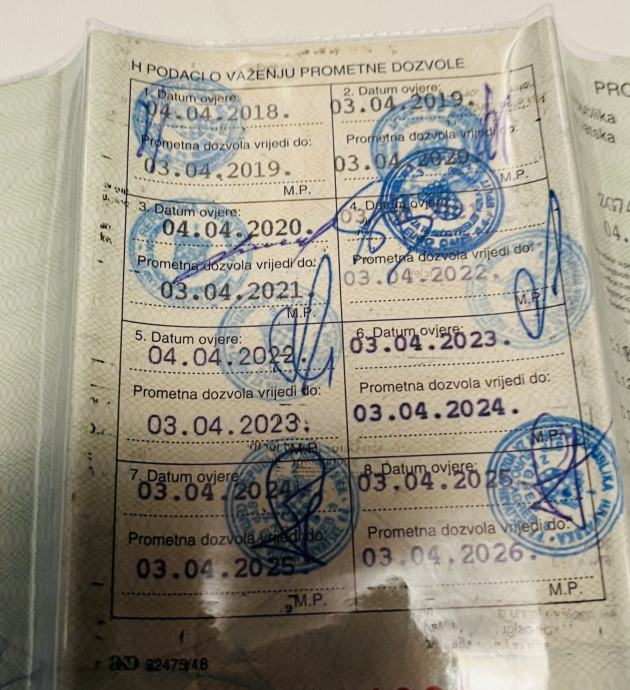 H PODACI O VAŽENJU PROMETNE DOZVOLE
1. Datum ovjere:
04.04.2018.
Prometna dozvola vrijedi do:
03.04.2019.
M.P.
2. Datum ovjere:
03.04.2019.
Prometna dozvola vrijedi do:
03.04.2020.
M.P.
3. Datum ovjere:
04.04.2020.
Prometna dozvola vrijedi do:
03.04.2021.
M.P.
4. Datum ovjere:
Prometna dozvola vrijedi do:
03.04.2022.
M.P.
5. Datum ovjere:
04.04.2022.
Prometna dozvola vrijedi do:
03.04.2023.
M.P.
6. Datum ovjere:
03.04.2023.
Prometna dozvola vrijedi do:
03.04.2024.
M.P.
7. Datum ovjere:
03.04.2024.
Prometna dozvola vrijedi do:
03.04.2025.
M.P.
8. Datum ovjere:
03.04.2025.
Prometna dozvola vrijedi do:
03.04.2026.
M.P.
PRO